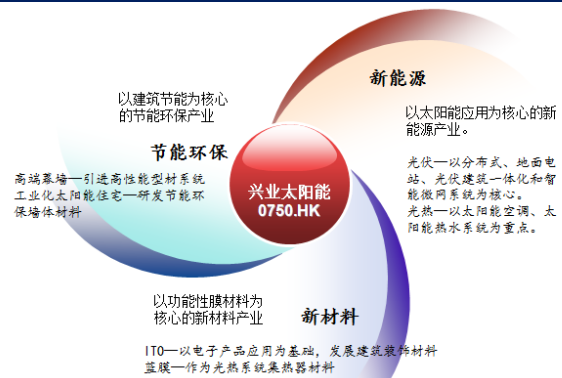 新能源
以太阳能应用为核心的新
能源产业。
光伏—以分布式、地面电
站、光伏建筑一体化和智
能微网系统为核心。
光热—以太阳能空调、太
阳能热水系统为重点。
以建筑节能为核心
的节能环保产业
节能环保
高端幕墙—引进高性能型材系统
工业化太阳能住宅—研发节能环
保墙体材料
兴业太阳能
0750.HK
以功能性膜材料为
核心的新材料产业
新材料
ITO—以电子产品应用为基础，发展建筑装饰材料
蓝膜—作为光热系统集热器材料